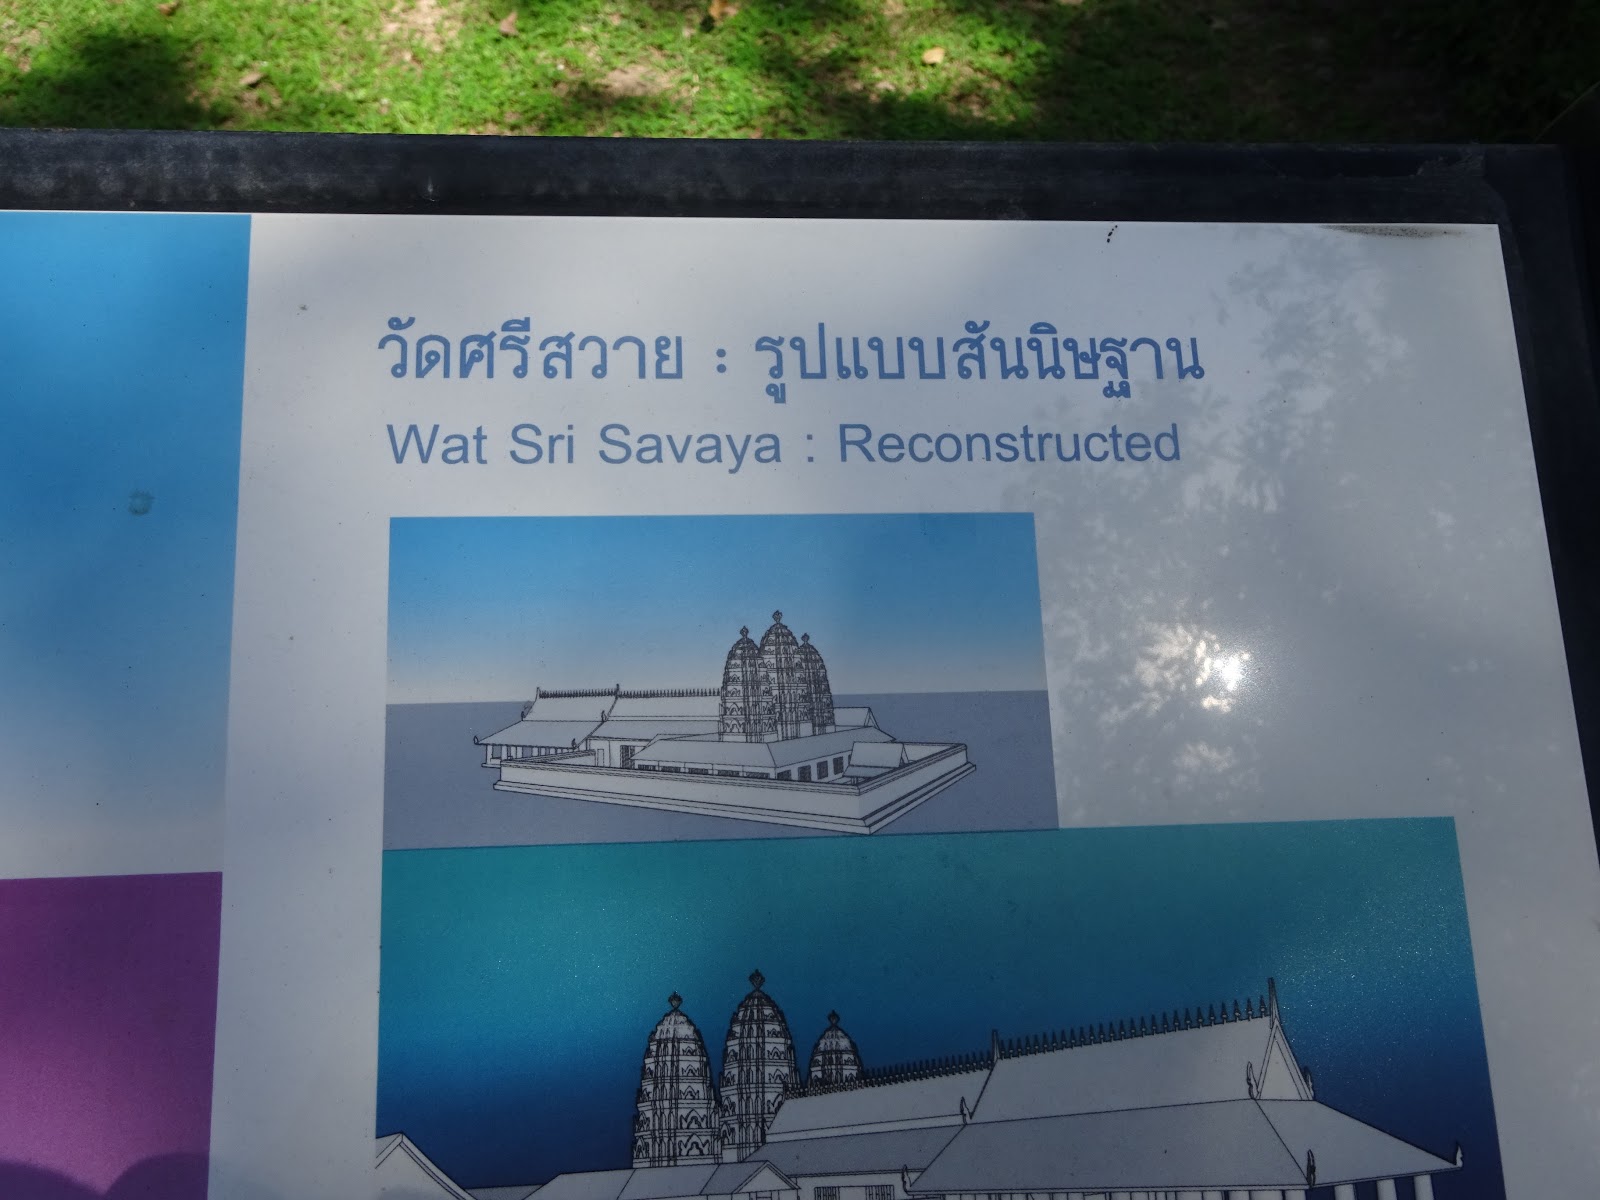 วัดศรีสวาย : รูปแบบสันนิษฐาน
Wat Sri Savaya : Reconstructed